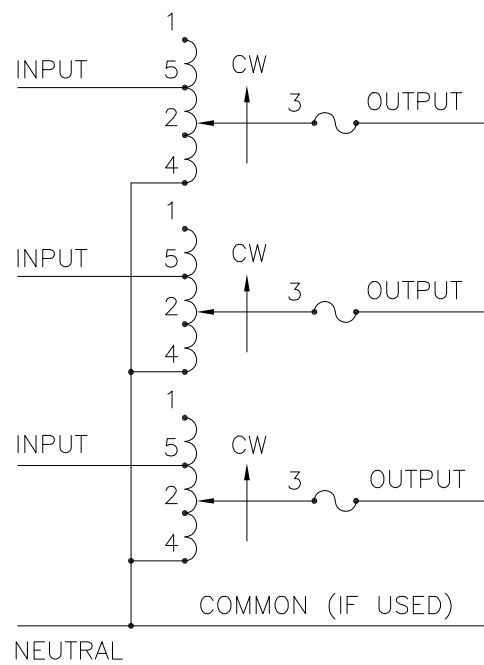 1
INPUT 5 CW
2 3 OUTPUT
4
1
INPUT 5 CW
2 3 OUTPUT
4
1
INPUT 5 CW
2 3 OUTPUT
4
COMMON (IF USED)
NEUTRAL